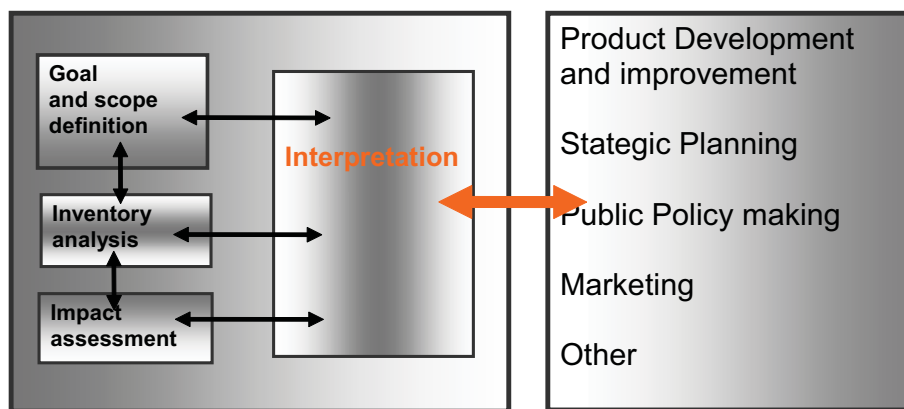 Goal
and scope
definition
Inventory
analysis
Impact
assessment
Interpretation
Product Development
and improvement
Stategic Planning
Public Policy making
Marketing
Other